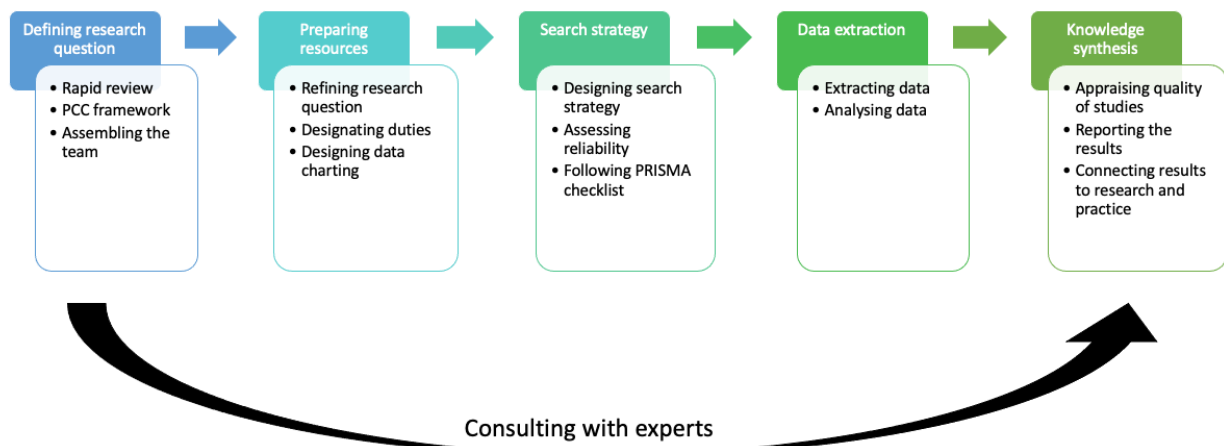 Defining research
question
• Rapid review
• PCC framework
• Assembling the
team
Preparing
resources
• Refining research
question
• Designating duties
• Designing data
charting
Search strategy
• Designing search
strategy
• Assessing
reliability
• Following PRISMA
checklist
Data extraction
• Extracting data
• Analysing data
Knowledge
synthesis
• Appraising quality
of studies
• Reporting the
results
• Connecting results
to research and
practice
Consulting with experts